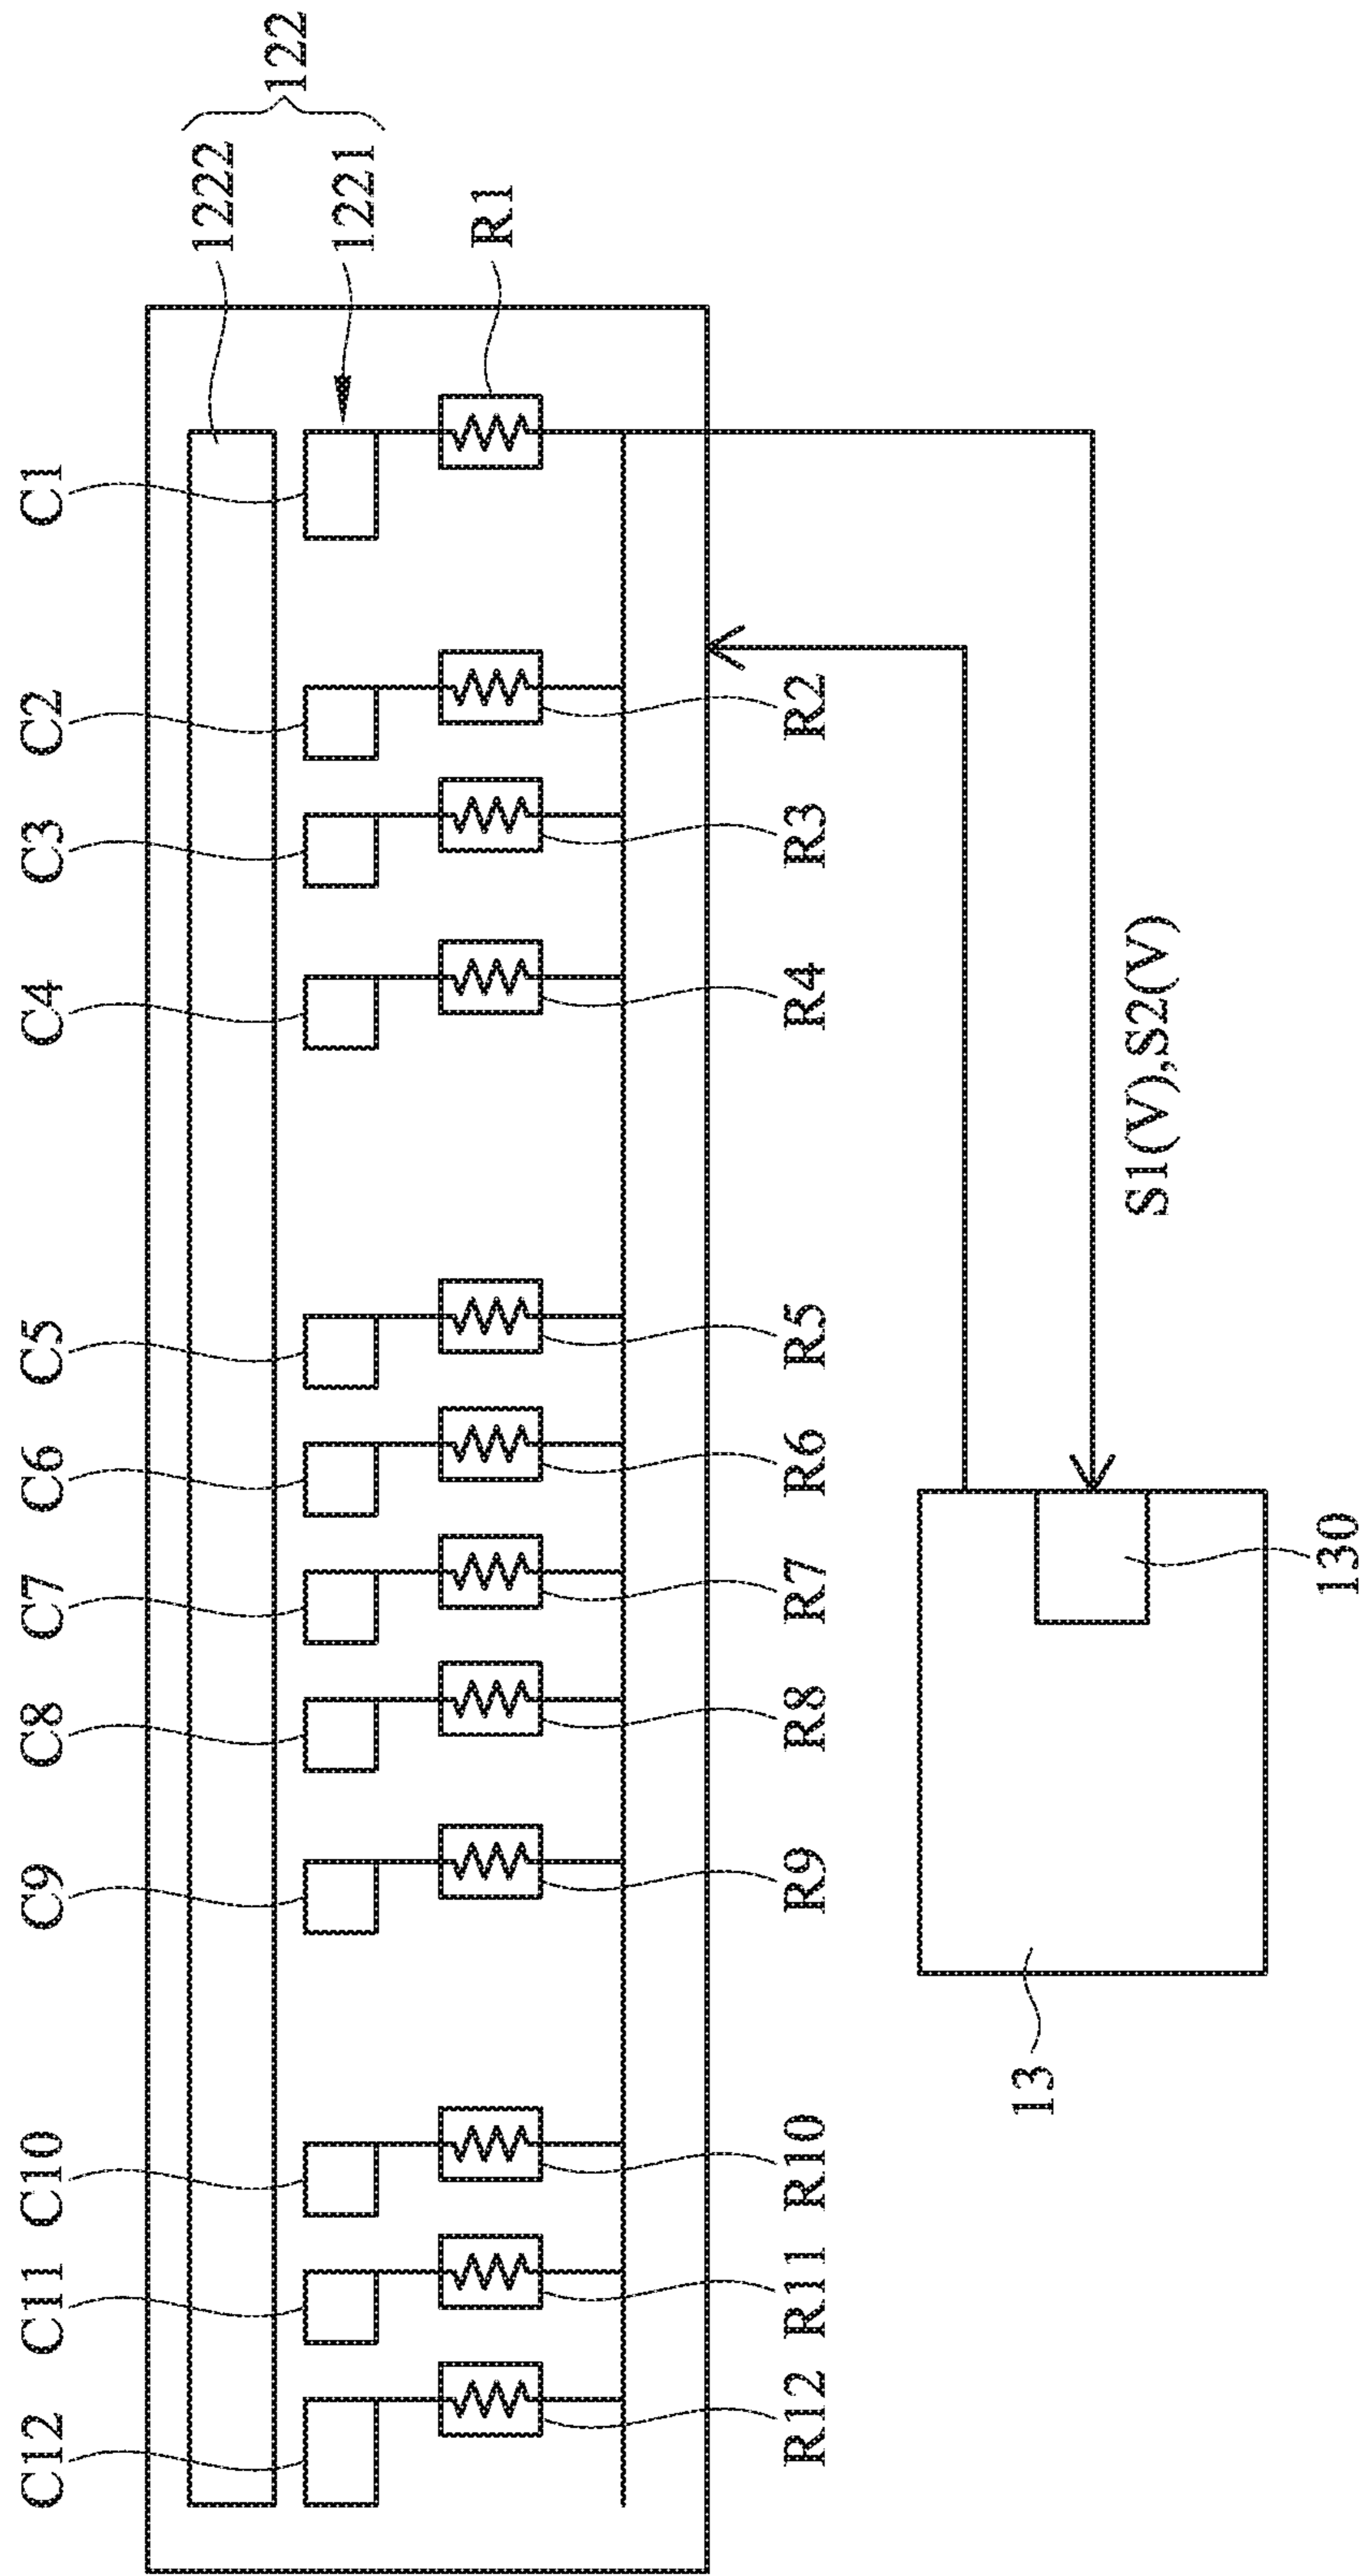 C12
C11
C10
C9
C8
C7
C6
C5
C4
C3
C2
C1
1222
1221
122
R1
R12
R11
R10
R9
R8
R7
R6
R5
R4
R3
R2
13
S1(V),S2(V)
130